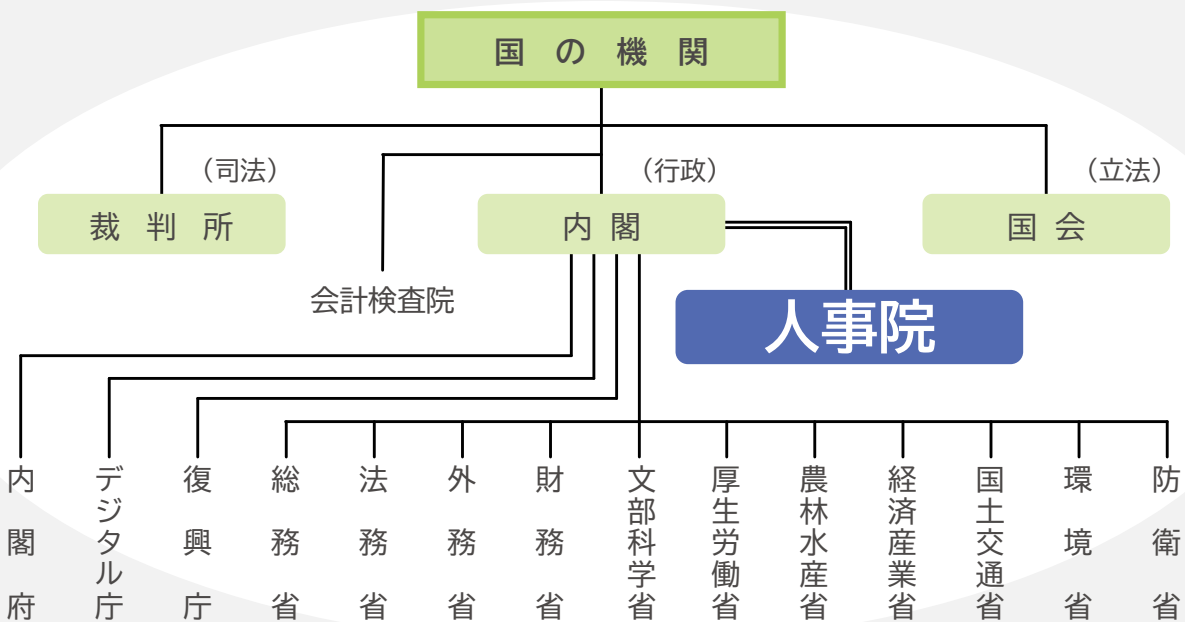 国の機関
（司法）
（行政）
（立法）
裁判所
内閣
国会
会計検査院
人事院
内閣府
デジタル庁
復興庁
総務省
法務省
外務省
財務省
文部科学省
厚生労働省
農林水産省
経済産業省
国土交通省
環境省
防衛省